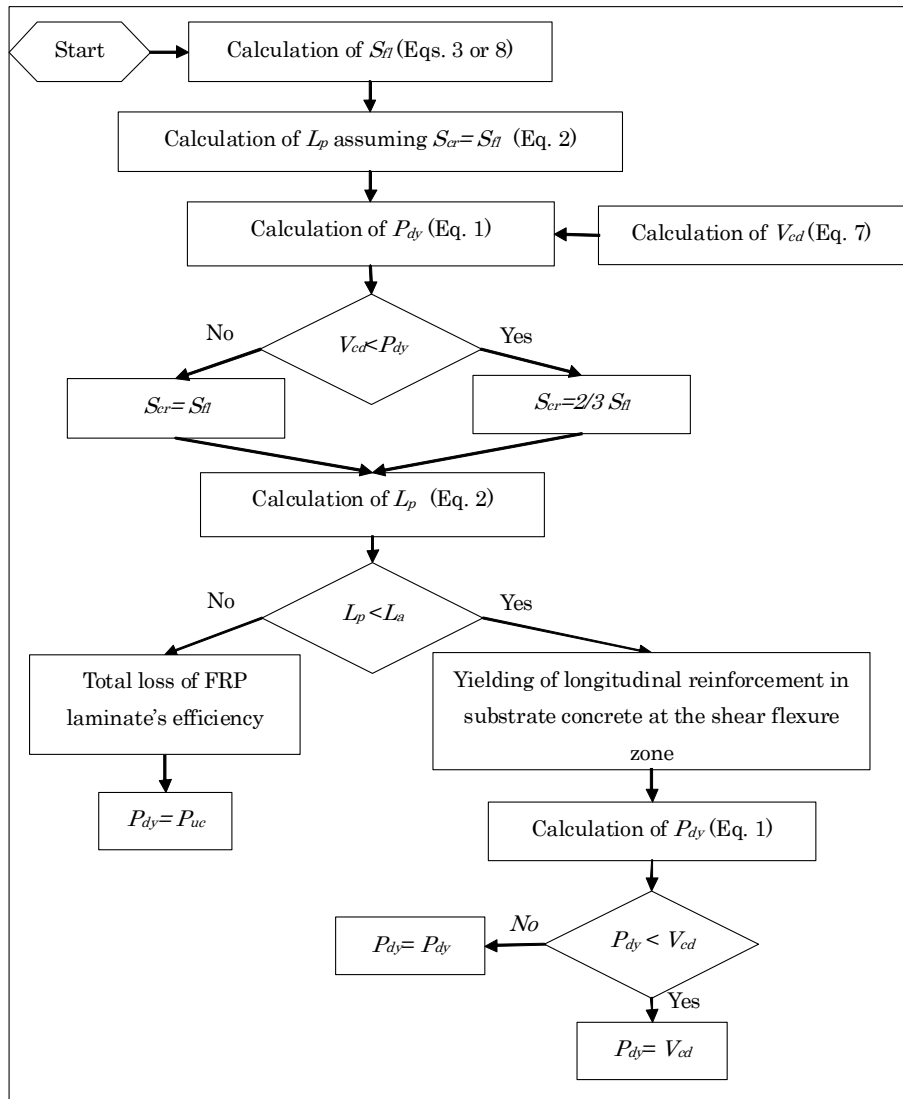 Start
Calculation of Sfl (Eqs. 3 or 8)
Calculation of Lp assuming Scr= Sfl (Eq. 2)
Calculation of Pdy (Eq. 1)
Calculation of Vcd (Eq. 7)
No
Vcd<Pdy
Yes
Scr= Sfl
Scr=2/3 Sfl
Calculation of Lp (Eq. 2)
No
Lp <La
Yes
Total loss of FRP
laminate’s efficiency
Yielding of longitudinal reinforcement in
substrate concrete at the shear flexure
zone
Pdy= Puc
Calculation of Pdy (Eq. 1)
Pdy= Pdy
No
Pdy < Vcd
Yes
Pdy= Vcd